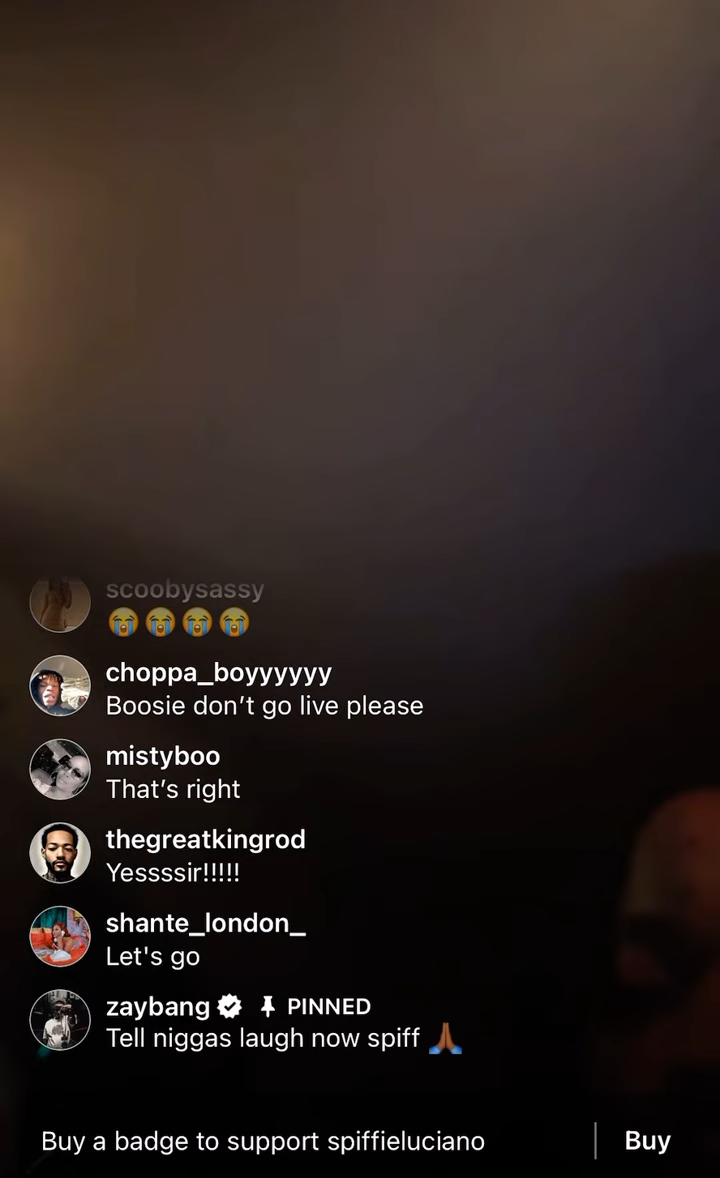 scoobysassy
😭😭😭😭
choppa_boyyyyyy
Boosie don’t go live please
mistyboo
That’s right
thegreatkingrod
Yessssir!!!!!
shante_london_
Let's go
zaybang PINNED
Tell niggas laugh now spiff 🙏🏾
Buy a badge to support spiffieluciano Buy